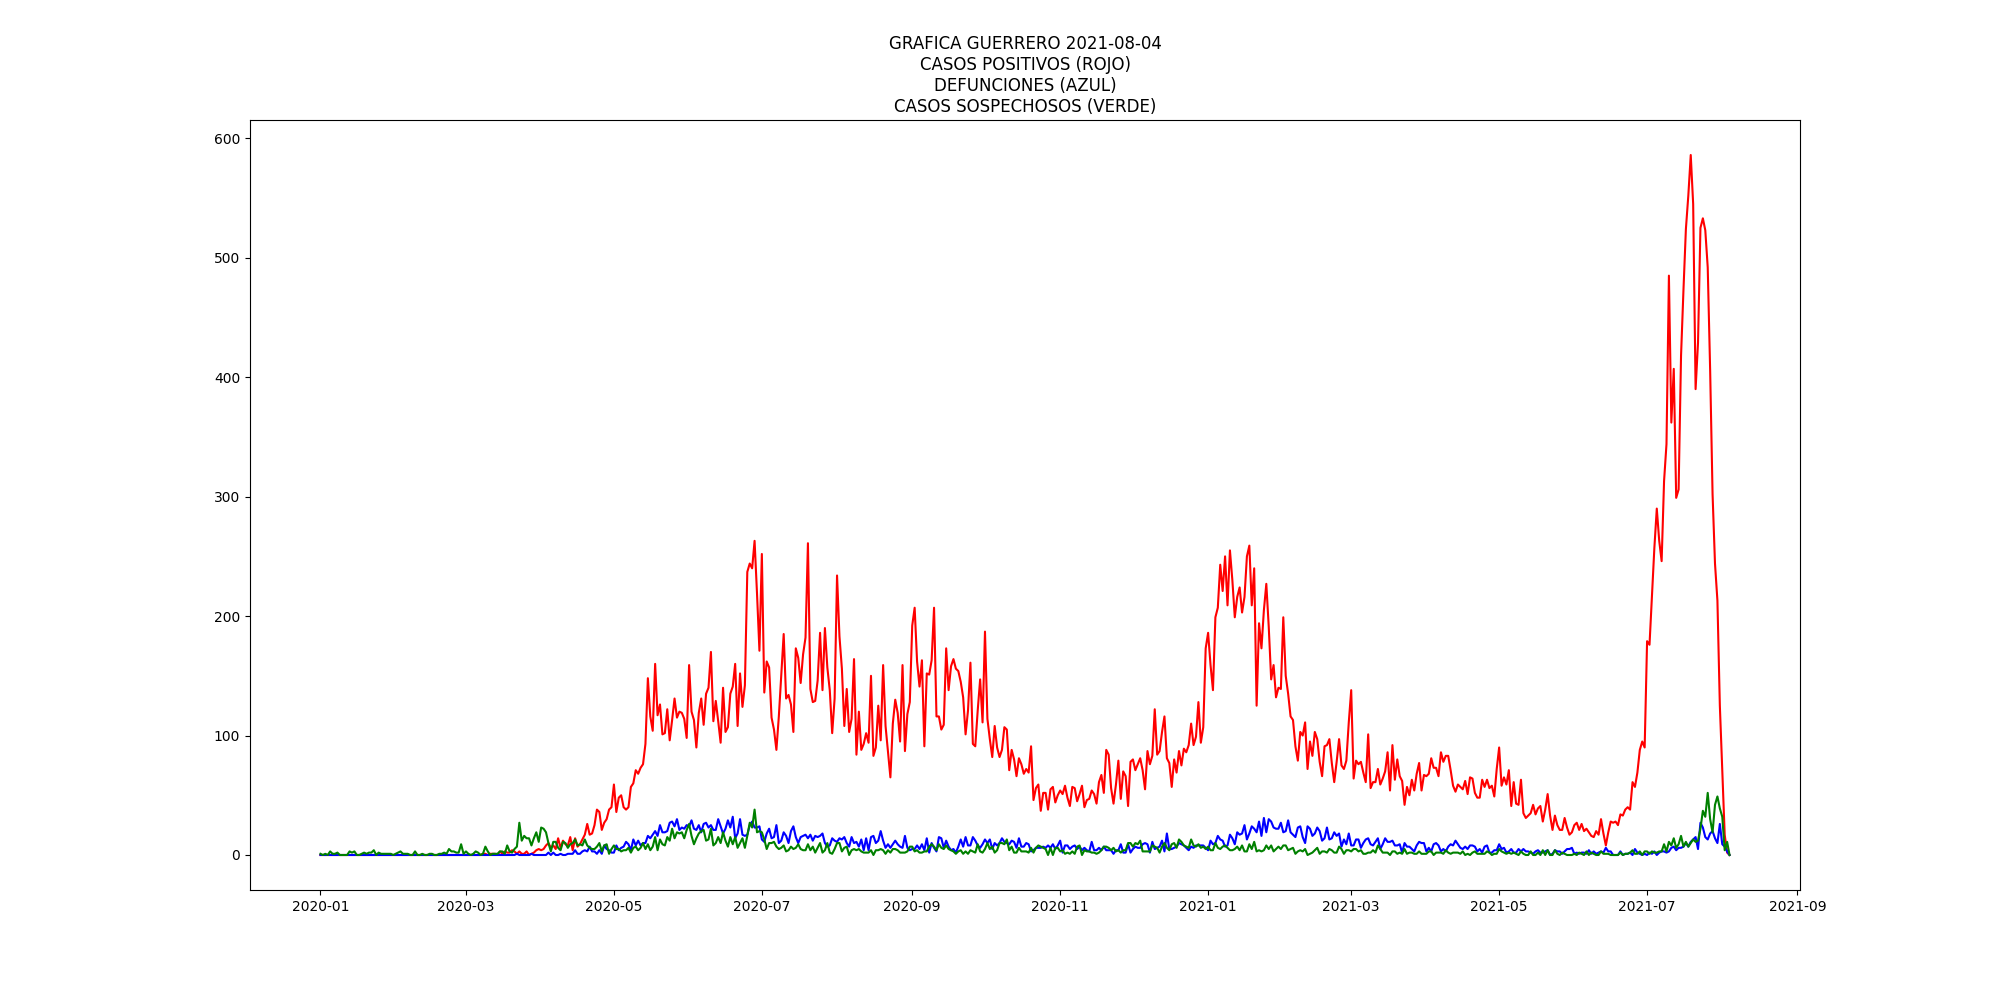 GRAFICA GUERRERO 2021-08-04
CASOS POSITIVOS (ROJO)
DEFUNCIONES (AZUL)
CASOS SOSPECHOSOS (VERDE)
600
500
400
300
200
100
0
2020-01 2020-03 2020-05 2020-07 2020-09 2020-11 2021-01 2021-03 2021-05 2021-07 2021-09